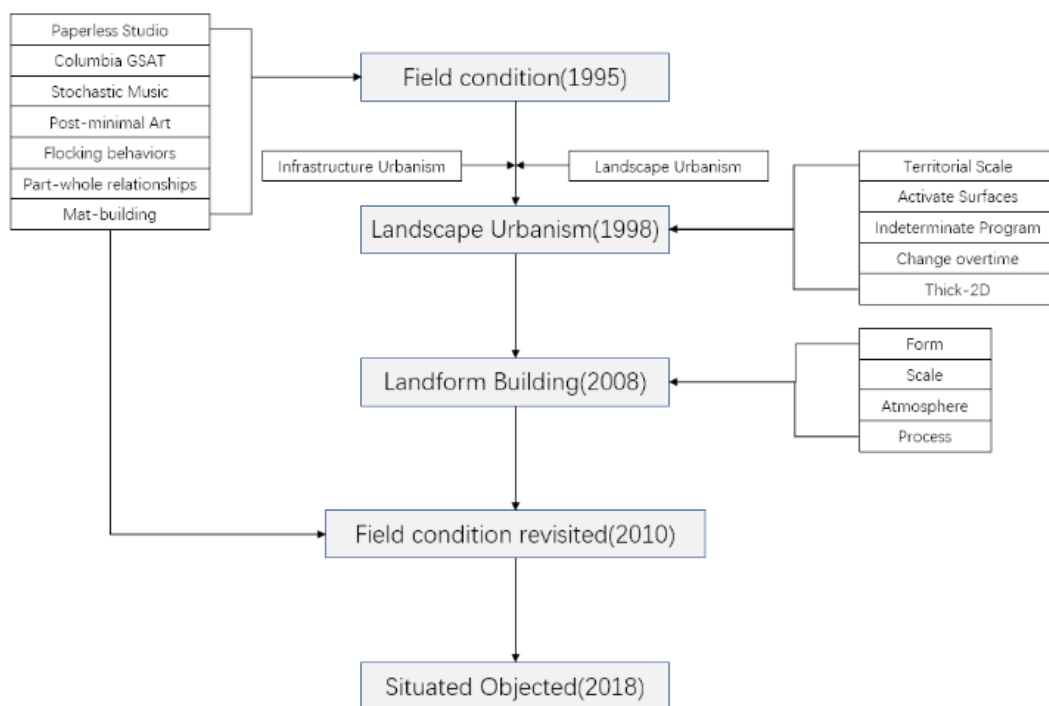 Paperless Studio
Columbia GSAT
Stochastic Music
Post-minimal Art
Flocking behaviors
Part-whole relationships
Mat-building
Field condition(1995)
Infrastructure Urbanism
Landscape Urbanism
Landscape Urbanism(1998)
Territorial Scale
Activate Surfaces
Indeterminate Program
Change overtime
Thick-2D
Landform Building(2008)
Form
Scale
Atmosphere
Process
Field condition revisited(2010)
Situated Objected(2018)